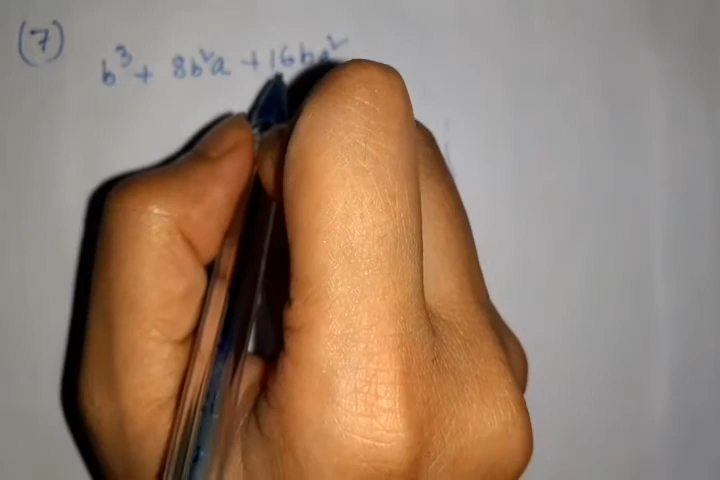 (7)
b³ + 8b²a + 16ba²